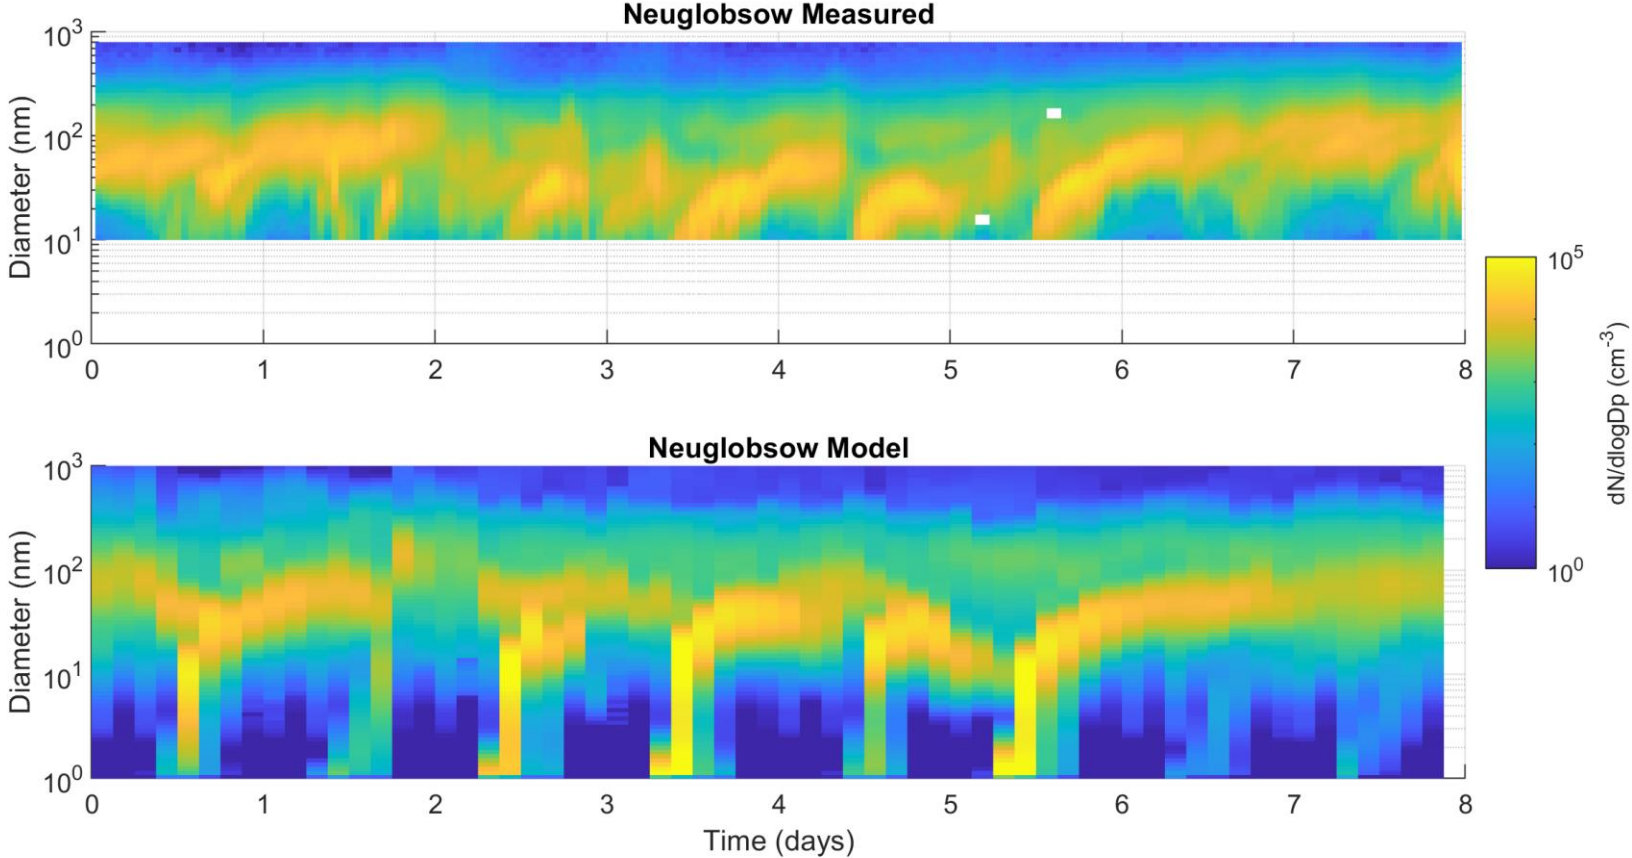 Neuglobsow Measured
10³
10²
10¹
10⁰
Diameter (nm)
0 1 2 3 4 5 6 7 8
Neuglobsow Model
10³
10²
10¹
10⁰
Diameter (nm)
0 1 2 3 4 5 6 7 8
Time (days)
10⁵
10⁰
dN/dlogDp (cm⁻³)